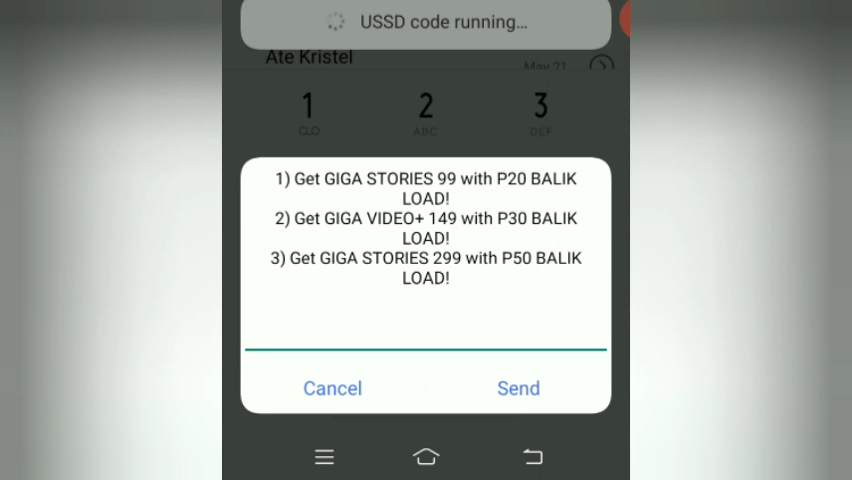 USSD code running...
Ate Kristel
May 21
1
2
3
ABC
DEF
1) Get GIGA STORIES 99 with P20 BALIK
LOAD!
2) Get GIGA VIDEO+ 149 with P30 BALIK
LOAD!
3) Get GIGA STORIES 299 with P50 BALIK
LOAD!
Cancel
Send